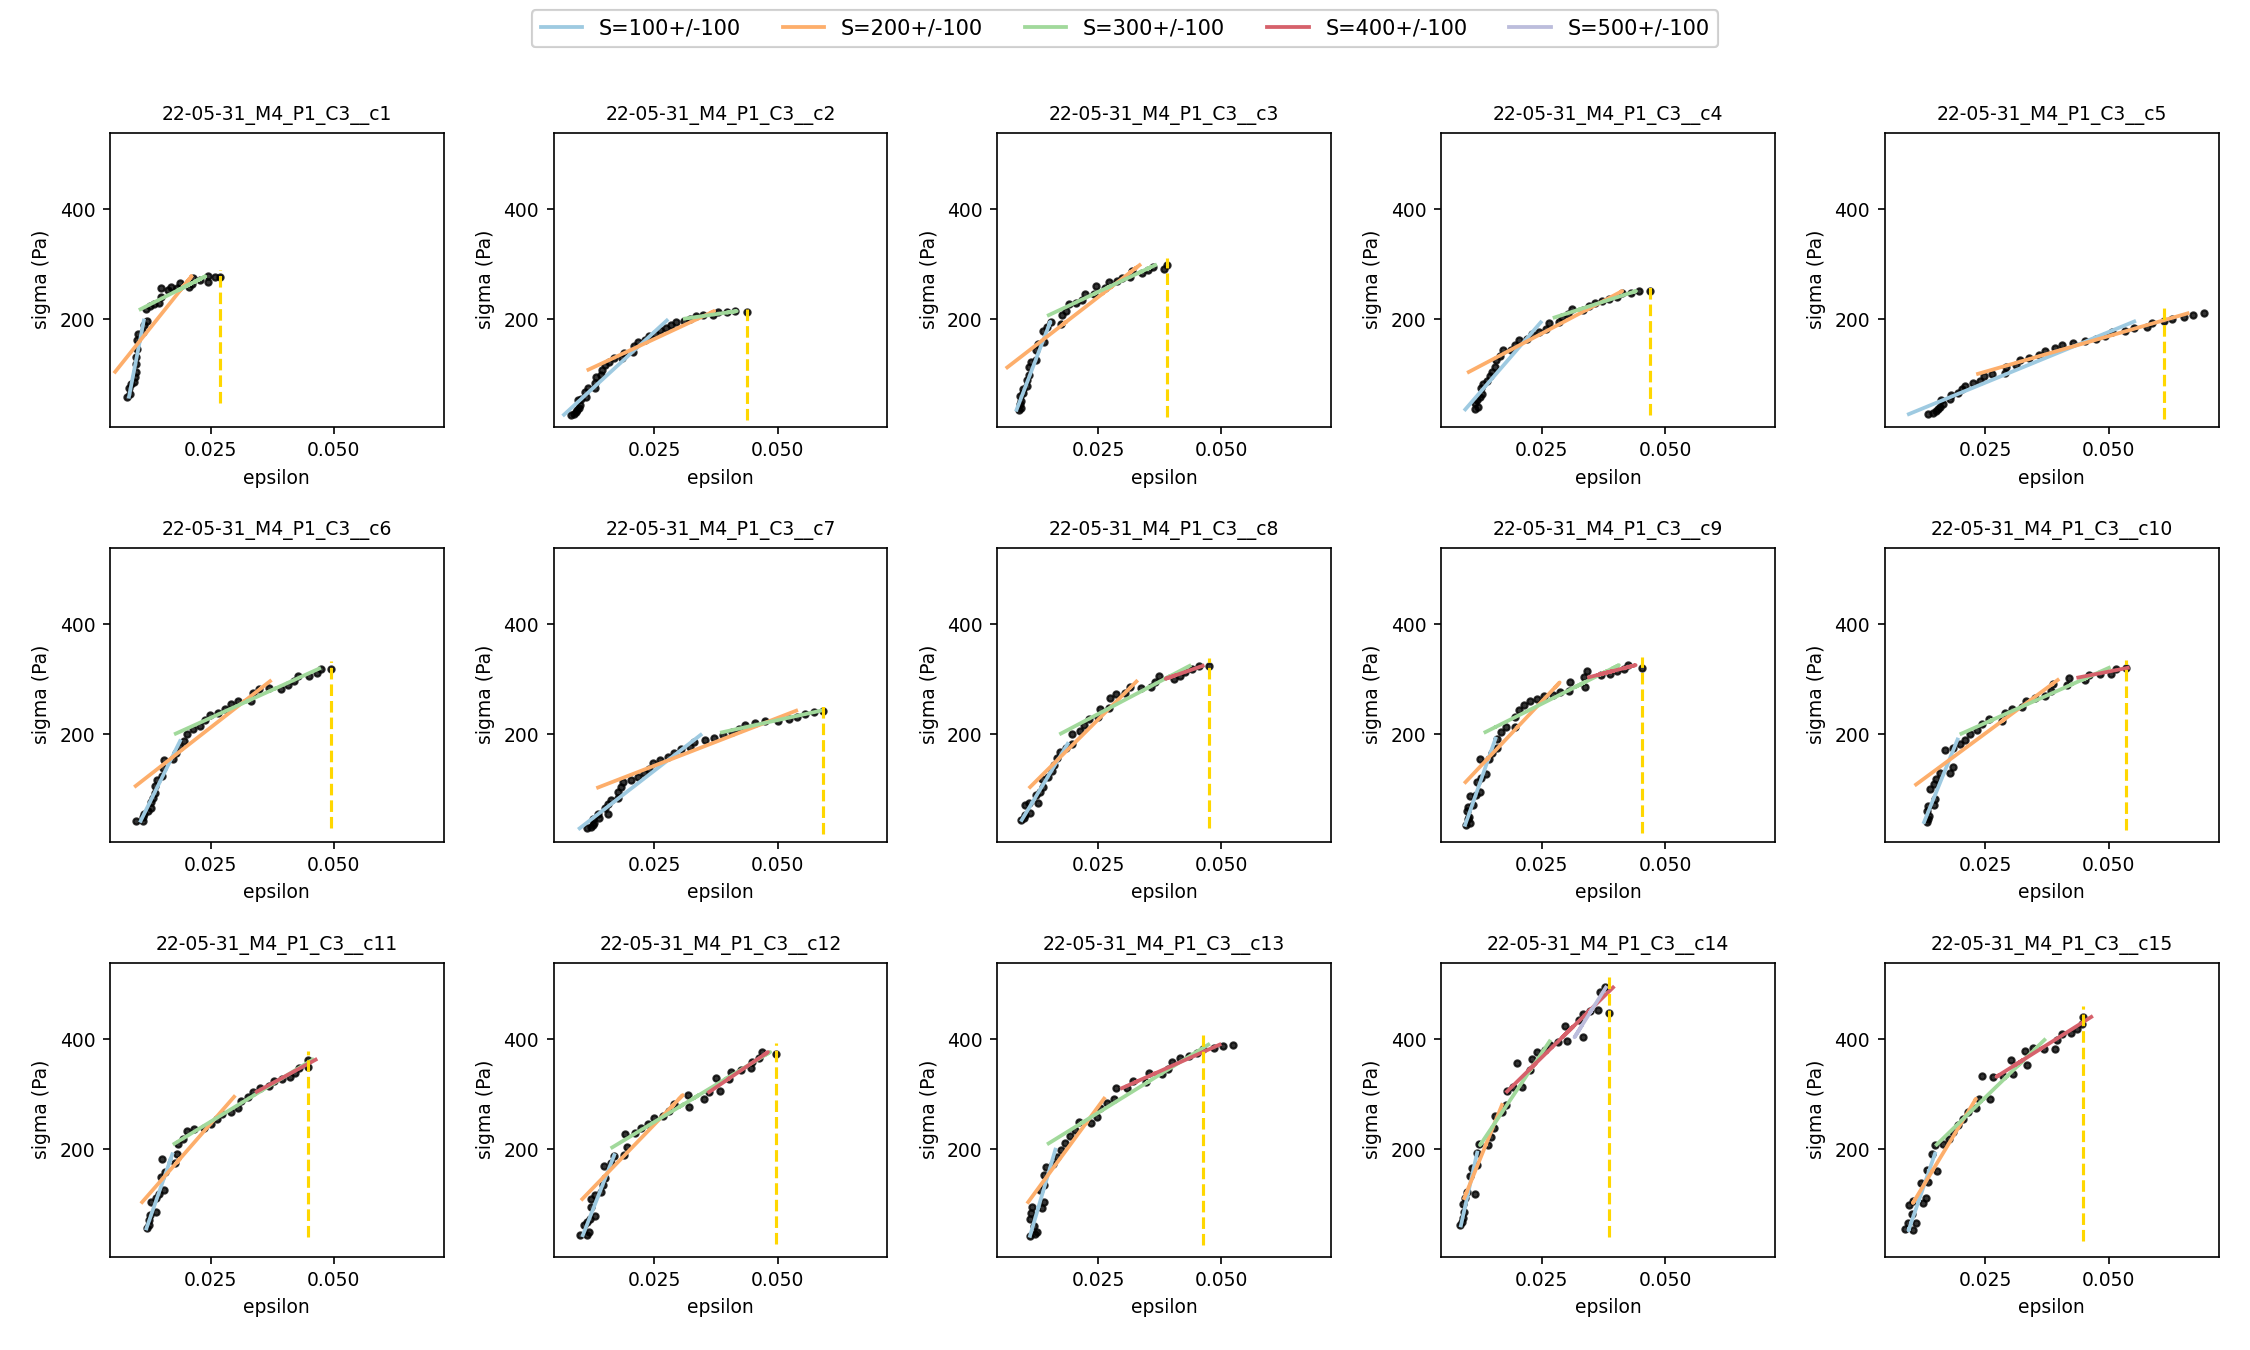 S=100+/-100 S=200+/-100 S=300+/-100 S=400+/-100 S=500+/-100
22-05-31_M4_P1_C3__c1
400
200
sigma (Pa)
0.025 0.050
epsilon
22-05-31_M4_P1_C3__c2
400
200
sigma (Pa)
0.025 0.050
epsilon
22-05-31_M4_P1_C3__c3
400
200
sigma (Pa)
0.025 0.050
epsilon
22-05-31_M4_P1_C3__c4
400
200
sigma (Pa)
0.025 0.050
epsilon
22-05-31_M4_P1_C3__c5
400
200
sigma (Pa)
0.025 0.050
epsilon
22-05-31_M4_P1_C3__c6
400
200
sigma (Pa)
0.025 0.050
epsilon
22-05-31_M4_P1_C3__c7
400
200
sigma (Pa)
0.025 0.050
epsilon
22-05-31_M4_P1_C3__c8
400
200
sigma (Pa)
0.025 0.050
epsilon
22-05-31_M4_P1_C3__c9
400
200
sigma (Pa)
0.025 0.050
epsilon
22-05-31_M4_P1_C3__c10
400
200
sigma (Pa)
0.025 0.050
epsilon
22-05-31_M4_P1_C3__c11
400
200
sigma (Pa)
0.025 0.050
epsilon
22-05-31_M4_P1_C3__c12
400
200
sigma (Pa)
0.025 0.050
epsilon
22-05-31_M4_P1_C3__c13
400
200
sigma (Pa)
0.025 0.050
epsilon
22-05-31_M4_P1_C3__c14
400
200
sigma (Pa)
0.025 0.050
epsilon
22-05-31_M4_P1_C3__c15
400
200
sigma (Pa)
0.025 0.050
epsilon